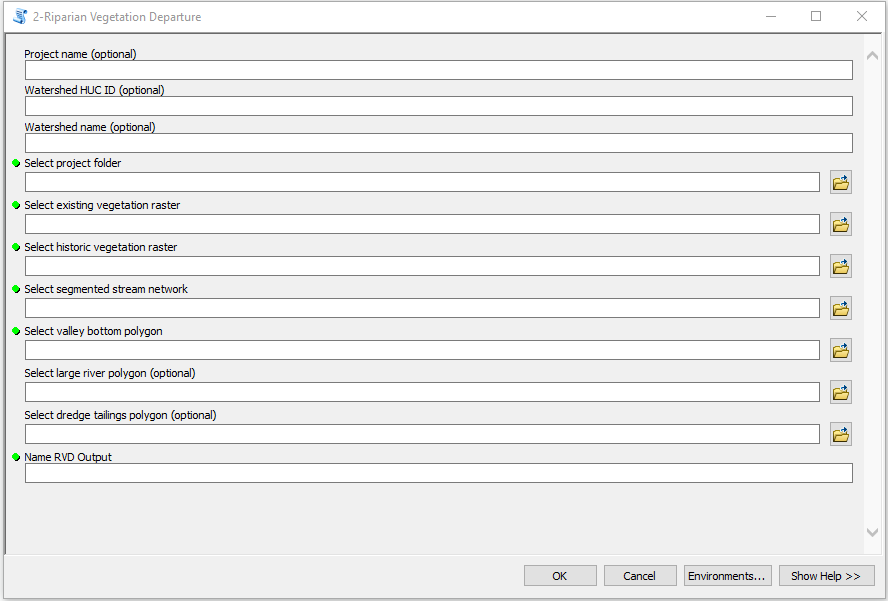 2-Riparian Vegetation Departure
Project name (optional)
Watershed HUC ID (optional)
Watershed name (optional)
Select project folder
Select existing vegetation raster
Select historic vegetation raster
Select segmented stream network
Select valley bottom polygon
Select large river polygon (optional)
Select dredge tailings polygon (optional)
Name RVD Output
OK Cancel Environments... Show Help >>